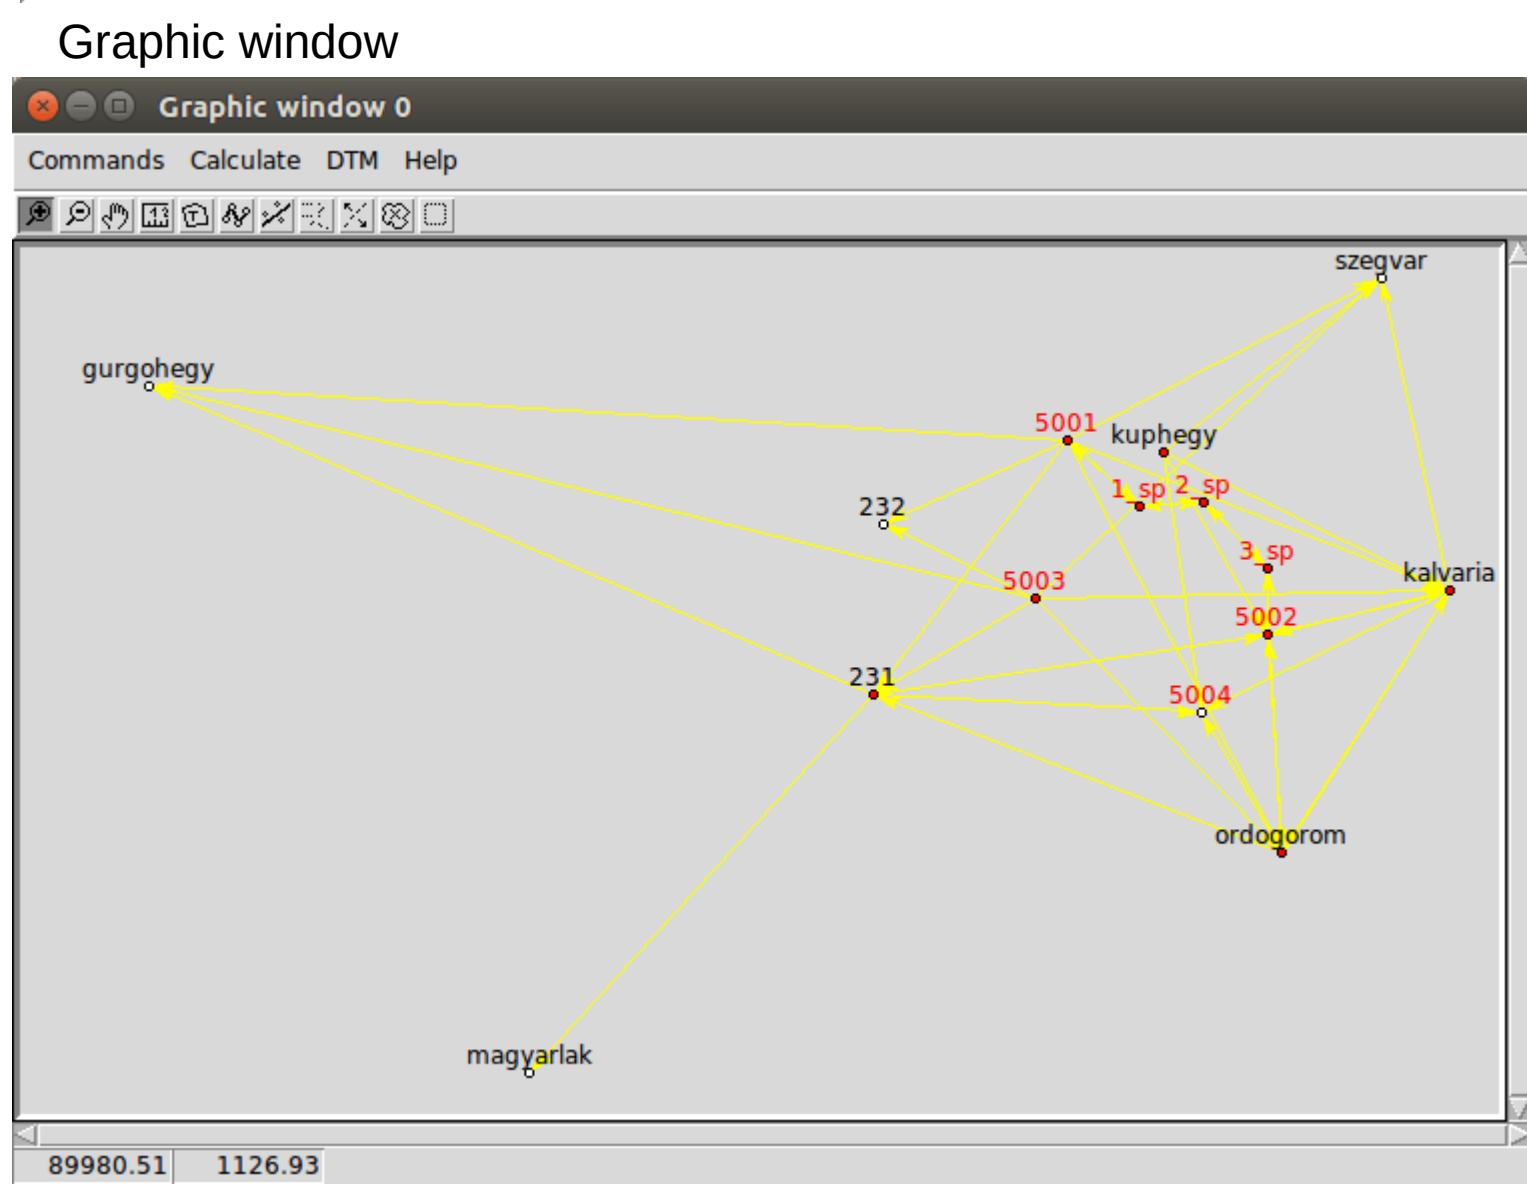 Graphic window
Graphic window 0
Commands Calculate DTM Help
szegvar
gurgohegy
5001
kuphegy
1_sp 2_sp
232
3_sp
5003
kalvaria
5002
231
5004
ordogorom
magyarlak
89980.51 1126.93